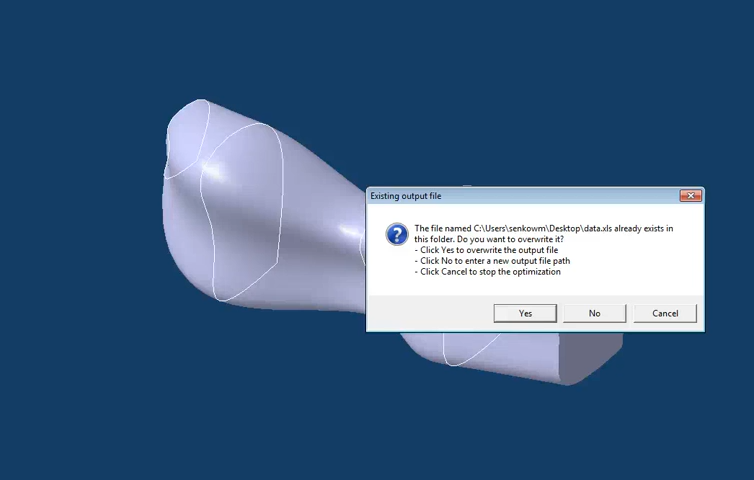 Existing output file
The file named C:\Users\senkowm\Desktop\data.xls already exists in
this folder. Do you want to overwrite it?
- Click Yes to overwrite the output file
- Click No to enter a new output file path
- Click Cancel to stop the optimization
Yes No Cancel